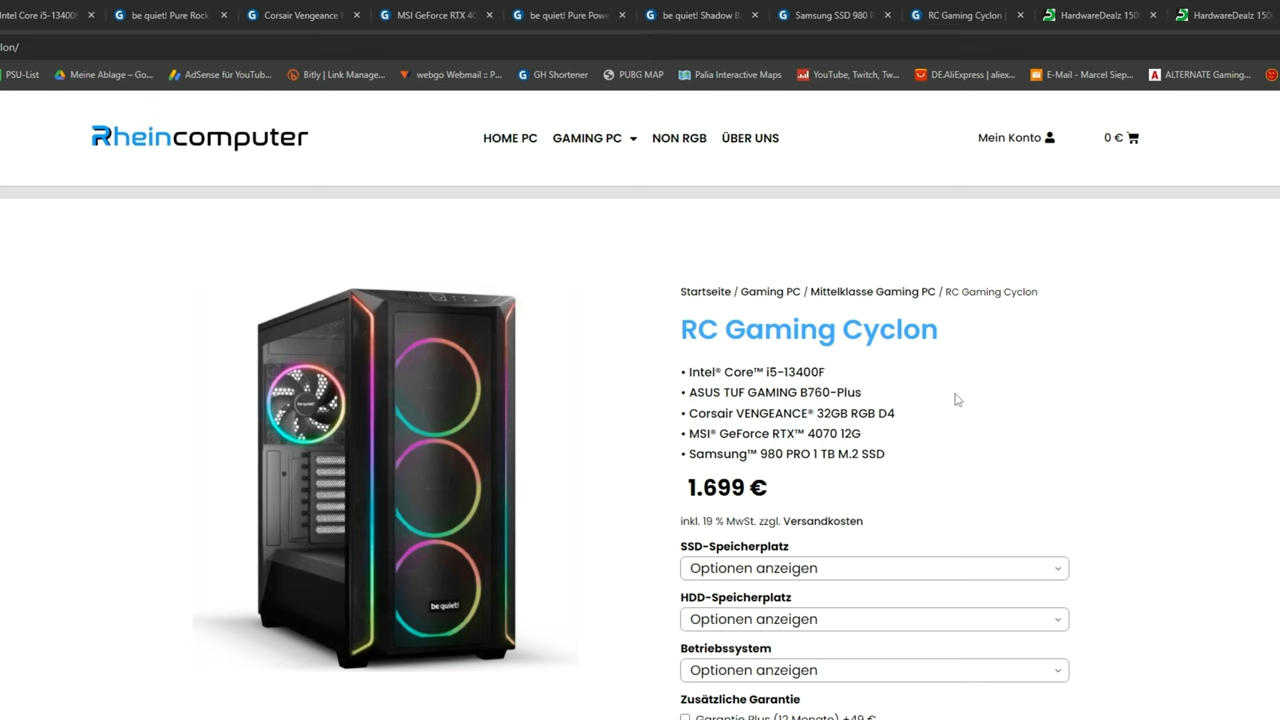 Intel Core i5-13400F
be quiet! Pure Rock
Corsair Vengeance
MSI GeForce RTX 40
be quiet! Pure Pow
be quiet! Shadow B
Samsung SSD 980 P
RC Gaming Cyclon |
HardwareDealz 150
HardwareDealz 150
lon/
PSU-List
Meine Ablage – Go...
AdSense für YouTub...
Bitly | Link Manage...
webgo Webmail :: P...
GH Shortener
PUBG MAP
Palia Interactive Maps
YouTube, Twitch, Tw...
DE.AliExpress | aliex...
E-Mail - Marcel Siep...
ALTERNATE Gaming...
Rheincomputer
HOME PC
GAMING PC
NON RGB
ÜBER UNS
Mein Konto
0 €
Startseite / Gaming PC / Mittelklasse Gaming PC / RC Gaming Cyclon
RC Gaming Cyclon
• Intel® Core™ i5-13400F
• ASUS TUF GAMING B760-Plus
• Corsair VENGEANCE® 32GB RGB D4
• MSI® GeForce RTX™ 4070 12G
• Samsung™ 980 PRO 1 TB M.2 SSD
1.699 €
inkl. 19 % MwSt. zzgl. Versandkosten
SSD-Speicherplatz
Optionen anzeigen
HDD-Speicherplatz
Optionen anzeigen
Betriebssystem
Optionen anzeigen
Zusätzliche Garantie
Garantie Plus (12 Monate) +49 €
be quiet!
be quiet!